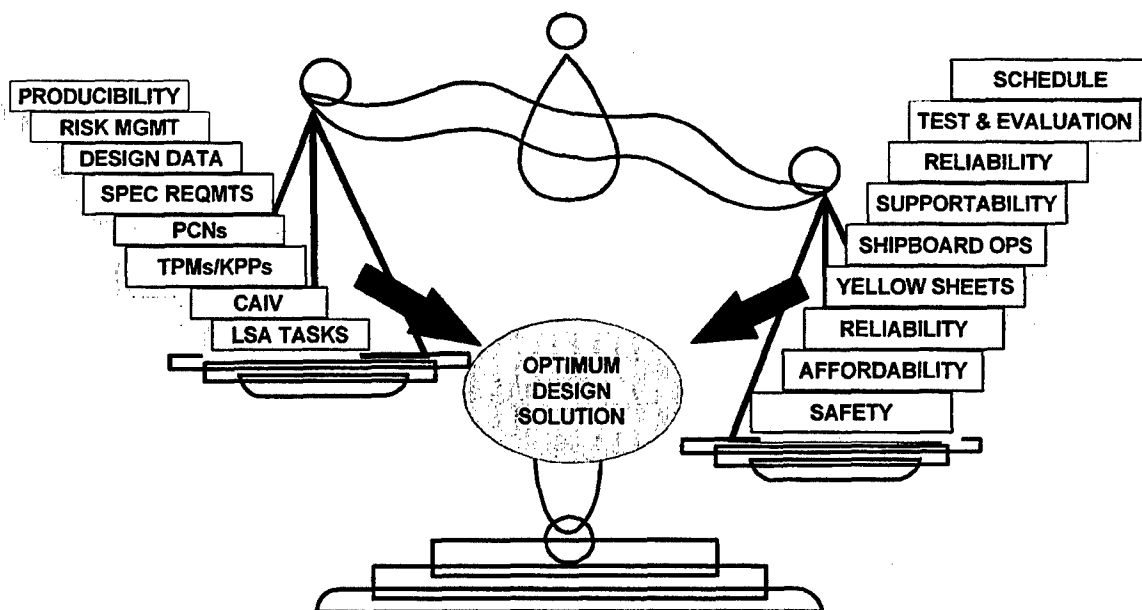 PRODUCIBILITY
RISK MGMT
DESIGN DATA
SPEC REQMTS
PCNs
TPMs/KPPs
CAIV
LSA TASKS
OPTIMUM
DESIGN
SOLUTION
SCHEDULE
TEST & EVALUATION
RELIABILITY
SUPPORTABILITY
SHIPBOARD OPS
YELLOW SHEETS
RELIABILITY
AFFORDABILITY
SAFETY